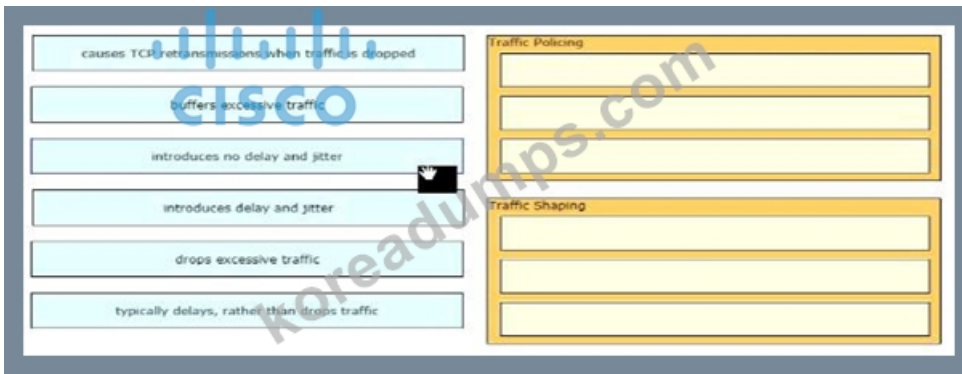 causes TCP retransmissions when traffic is dropped
buffers excessive traffic
introduces no delay and jitter
introduces delay and jitter
drops excessive traffic
typically delays, rather than drops traffic
Traffic Policing
Traffic Shaping
CISCO
koreadumps.com